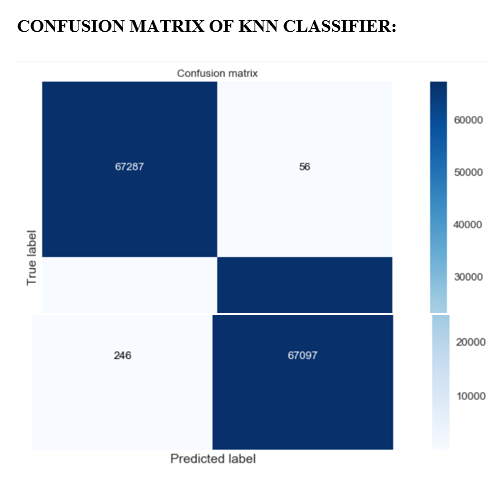 CONFUSION MATRIX OF KNN CLASSIFIER:
Confusion matrix
67287 56
246 67097
True label
Predicted label
60000
50000
40000
30000
20000
10000